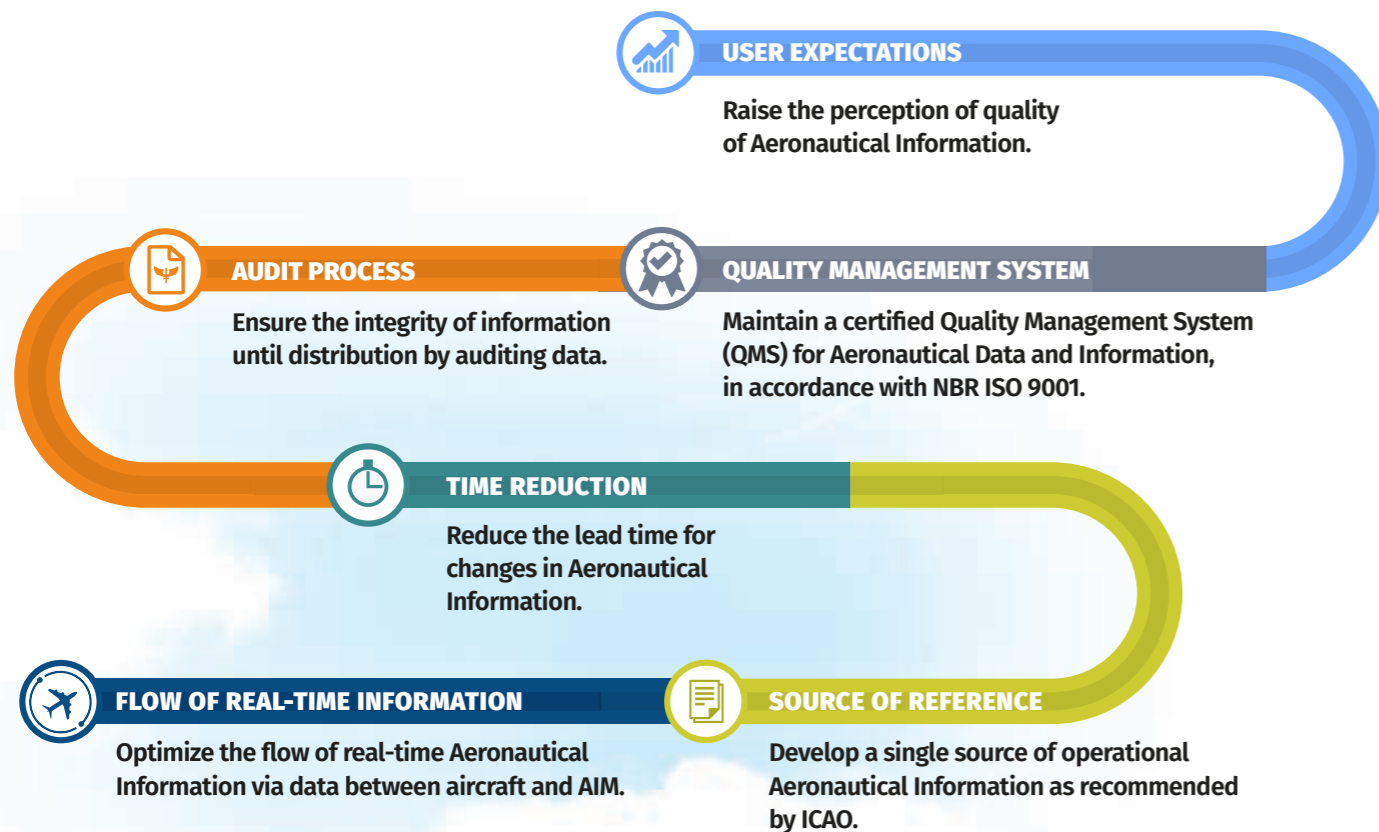 USER EXPECTATIONS
Raise the perception of quality
of Aeronautical Information.
AUDIT PROCESS
Ensure the integrity of information
until distribution by auditing data.
QUALITY MANAGEMENT SYSTEM
Maintain a certified Quality Management System
(QMS) for Aeronautical Data and Information,
in accordance with NBR ISO 9001.
TIME REDUCTION
Reduce the lead time for
changes in Aeronautical
Information.
FLOW OF REAL-TIME INFORMATION
Optimize the flow of real-time Aeronautical
Information via data between aircraft and AIM.
SOURCE OF REFERENCE
Develop a single source of operational
Aeronautical Information as recommended
by ICAO.